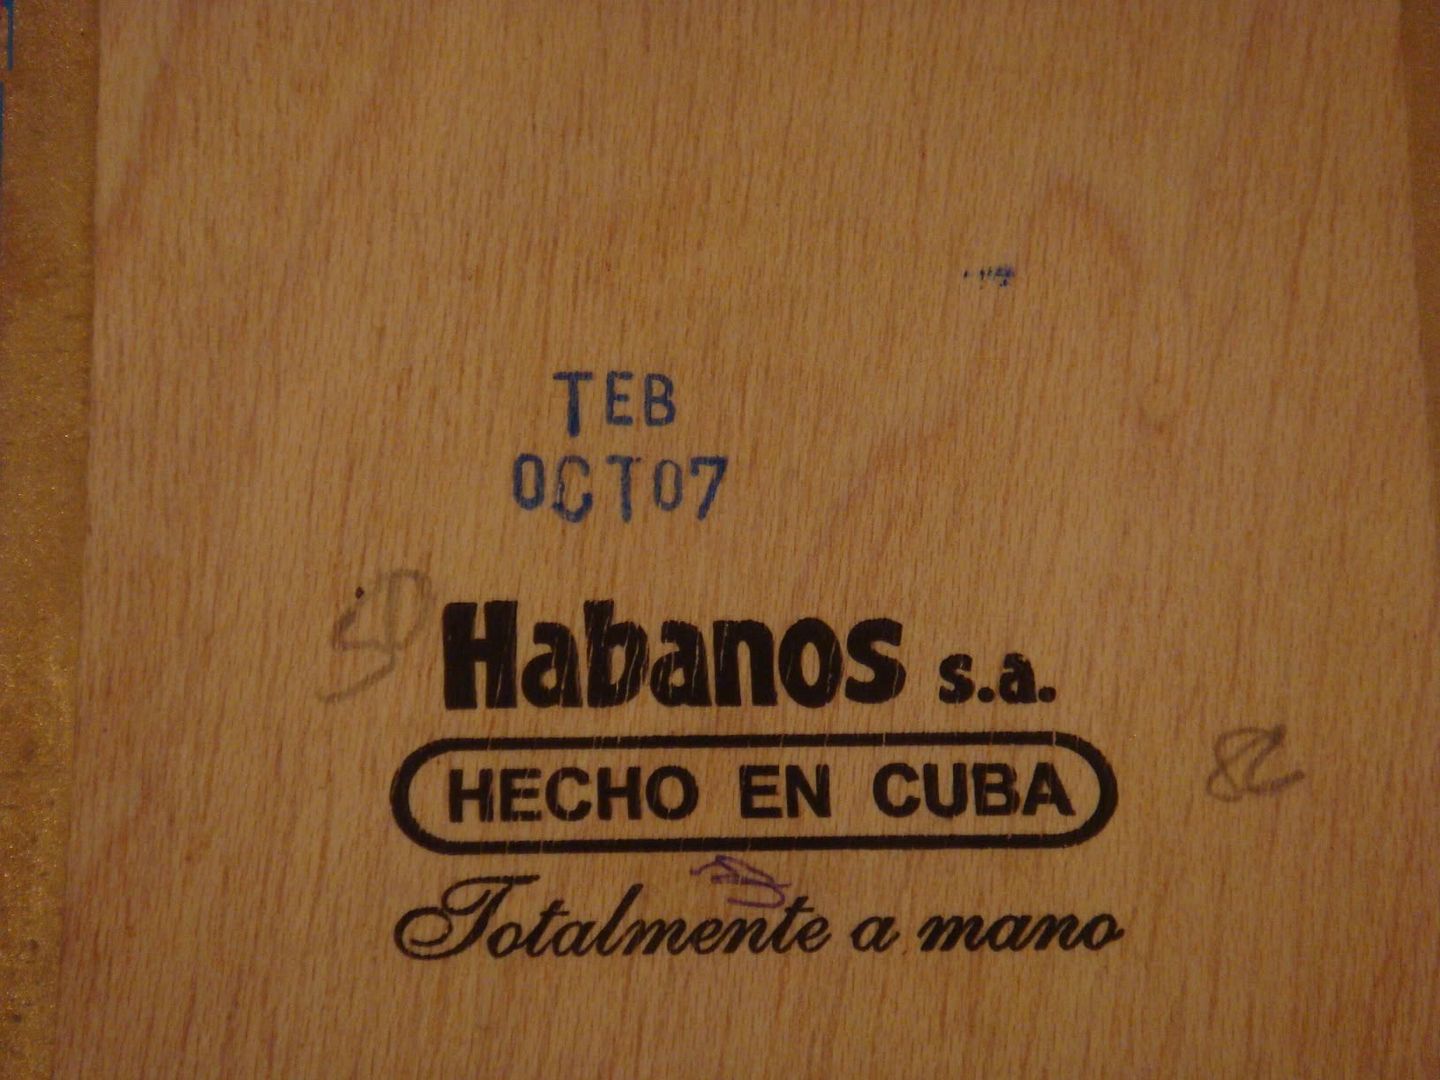 TEB
OCT07
Habanos s.a.
HECHO EN CUBA
Totalmente a mano